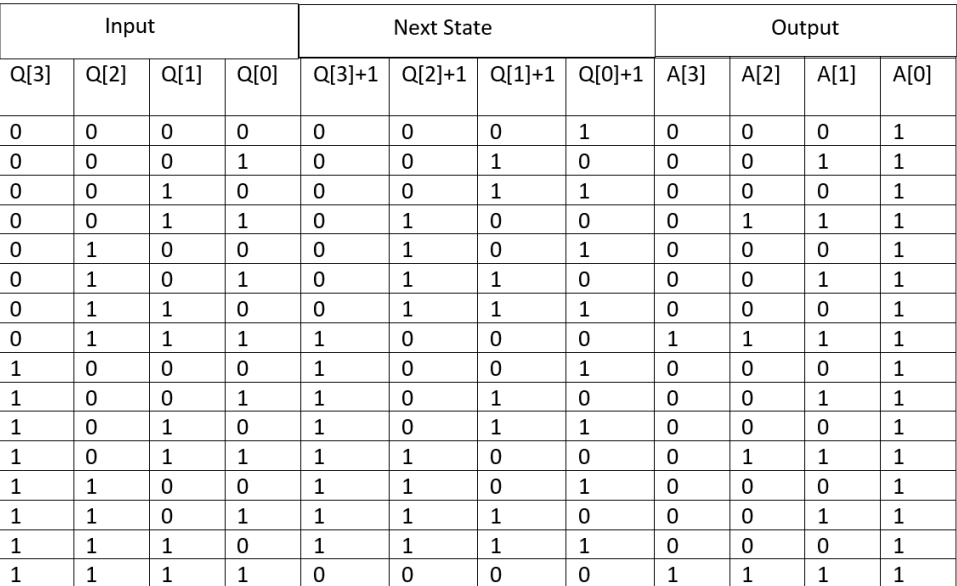 Input Next State Output
Q[3] Q[2] Q[1] Q[0] Q[3]+1 Q[2]+1 Q[1]+1 Q[0]+1 A[3] A[2] A[1] A[0]
0 0 0 0 0 0 0 1 0 0 0 1
0 0 0 1 0 0 1 0 0 0 1 1
0 0 1 0 0 0 1 1 0 0 0 1
0 0 1 1 0 1 0 0 0 1 1 1
0 1 0 0 0 1 0 1 0 0 0 1
0 1 0 1 0 1 1 0 0 0 1 1
0 1 1 0 0 1 1 1 0 0 0 1
0 1 1 1 1 0 0 0 1 1 1 1
1 0 0 0 1 0 0 1 0 0 0 1
1 0 0 1 1 0 1 0 0 0 1 1
1 0 1 0 1 0 1 1 0 0 0 1
1 0 1 1 1 1 0 0 0 1 1 1
1 1 0 0 1 1 0 1 0 0 0 1
1 1 0 1 1 1 1 0 0 0 1 1
1 1 1 0 1 1 1 1 0 0 0 1
1 1 1 1 0 0 0 0 1 1 1 1